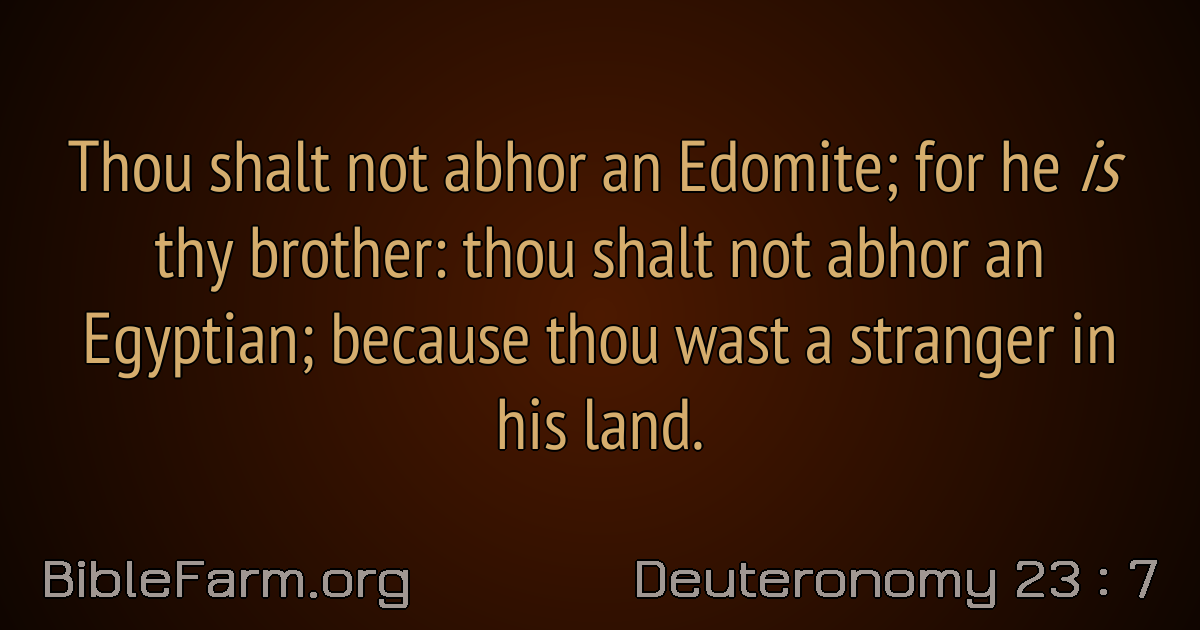 Thou shalt not abhor an Edomite; for he is
thy brother: thou shalt not abhor an
Egyptian; because thou wast a stranger in
his land.
BibleFarm.org
Deuteronomy 23 : 7